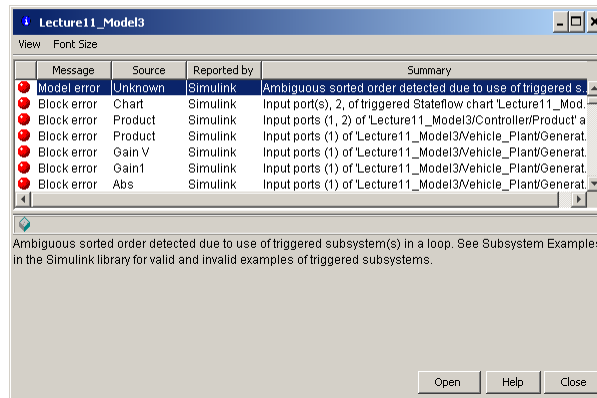 Lecture11_Model3
View Font Size
Message Source Reported by Summary
Model error Unknown Simulink Ambiguous sorted order detected due to use of triggered s...
Block error Chart Simulink Input port(s), 2, of triggered Stateflow chart 'Lecture11_Mod...
Block error Product Simulink Input ports (1, 2) of 'Lecture11_Model3/Controller/Product' a...
Block error Product Simulink Input ports (1) of 'Lecture11_Model3/Vehicle_Plant/Generat...
Block error Gain V Simulink Input ports (1) of 'Lecture11_Model3/Vehicle_Plant/Generat...
Block error Gain1 Simulink Input ports (1) of 'Lecture11_Model3/Vehicle_Plant/Generat...
Block error Abs Simulink Input ports (1) of 'Lecture11_Model3/Vehicle_Plant/Generat...
Ambiguous sorted order detected due to use of triggered subsystem(s) in a loop. See Subsystem Examples
in the Simulink library for valid and invalid examples of triggered subsystems.
Open Help Close